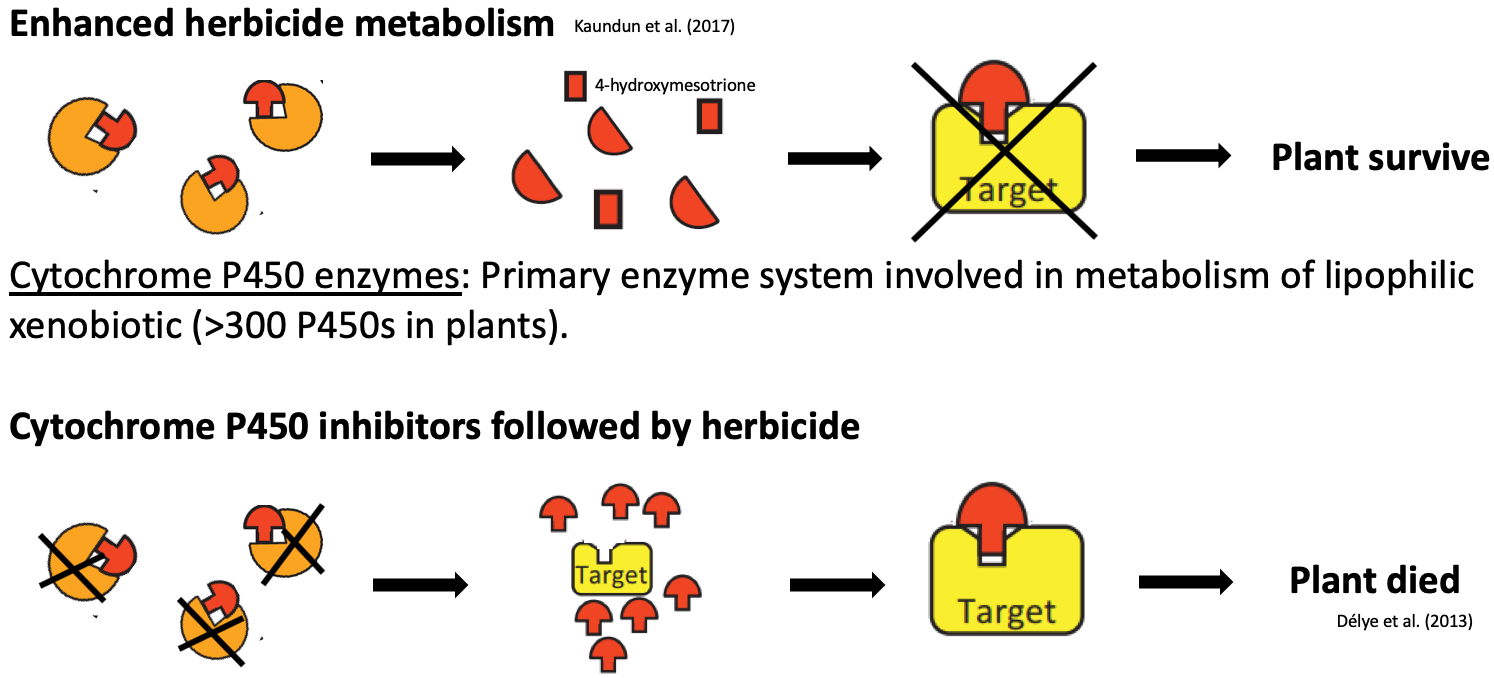 Enhanced herbicide metabolism
Kaundun et al. (2017)
4-hydroxymesotrione
Target
Plant survive
Cytochrome P450 enzymes: Primary enzyme system involved in metabolism of lipophilic
xenobiotic (>300 P450s in plants).
Cytochrome P450 inhibitors followed by herbicide
Target
Target
Plant died
Délye et al. (2013)